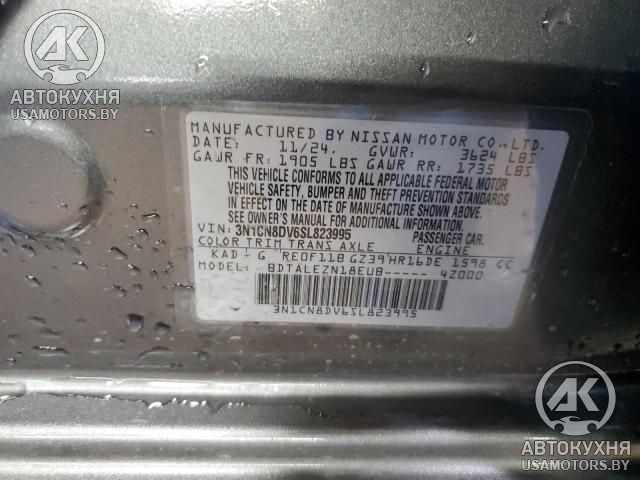 AK
АВТОКУХНЯ
USAMOTORS.BY
MANUFACTURED BY NISSAN MOTOR CO.,LTD.
DATE: 11/24. GVWR: 3624 LBS
GAWR FR: 1905 LBS GAWR RR: 1735 LBS
THIS VEHICLE CONFORMS TO ALL APPLICABLE FEDERAL MOTOR
VEHICLE SAFETY, BUMPER AND THEFT PREVENTION STANDARDS
IN EFFECT ON THE DATE OF MANUFACTURE SHOWN ABOVE.
SEE OWNER'S MANUAL FOR ADDITIONAL INFORMATION.
VIN: 3N1CN8DV6SL823995 PASSENGER CAR.
COLOR TRIM TRANS AXLE ENGINE
KAD - G RE0F11B GZ39 HR16DE 1598 CC
MODEL: BDTALEZN18EUB----- 4Z000
3N1CN8DV6SL823995
AK
АВТОКУХНЯ
USAMOTORS.BY